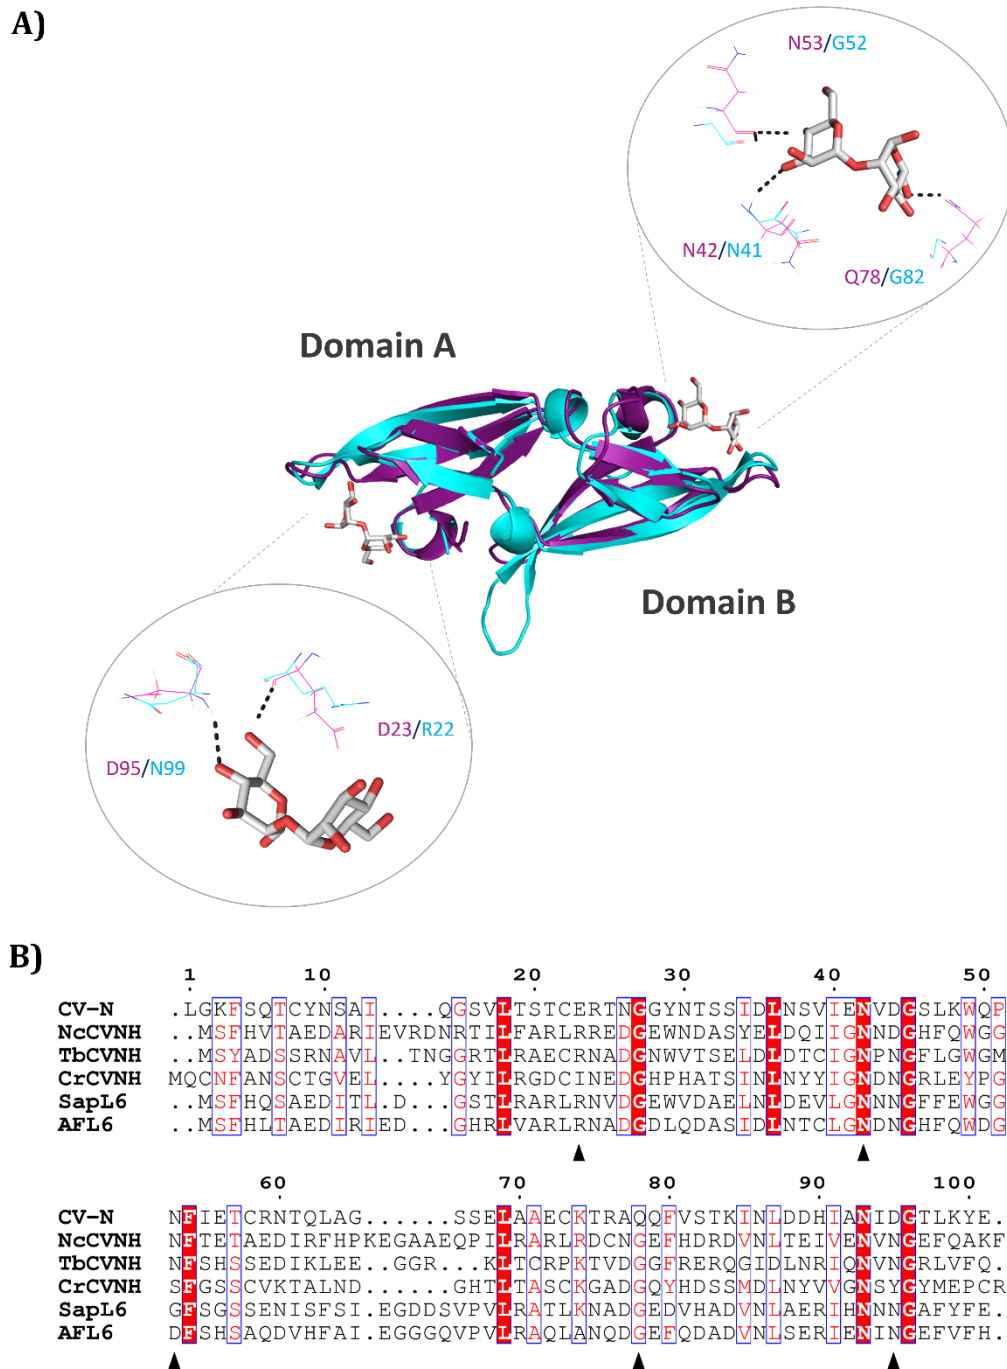 A)
N53/G52
N42/N41
Q78/G82
Domain A
Domain B
D23/R22
D95/N99
B)
1 10 20 30 40 50
CV-N .LGKFSQTCYNSAI....QGSVLTSTCERTNGGYNTSSIDLNSVIENVDGSLKWQP
NcCVNH ..MSFHVTAEDARIEVRDNRTILFARLRREDGEWNDASYELDQIIGNDNGHFQWGG
TbCVNH ..MSYADSSRNAVL..TNGGRTLRAECRNADGNWVTSELDLDTCIGNPNGFLGWGM
CrCVNH MQCNFANSCTGVEL....YGYILRGDCINEDGHPHATSINLNYYIGNDNGRLEYPG
SapL6 ..MSFHQSAEDITL.D...GSTLRARLRNVDGEWVDAELNLDEVLGNNNGFFEWGG
AFL6 ..MSFHLTAEDIRIED...GHRLVARLRNADGDLQDASIDLNTCLGNDNGHFQWDG
60 70 80 90 100
CV-N NFIETCRNTQLAG......SSELAAECKTRAQQFVSTKINLDDHIANIDGTLKYE.
NcCVNH NFTETAEDIRFHPKEGAAEQPILRARLRDCNGEFHDRDVNLTEIVENVNGEFQAKF
TbCVNH NFSHSSEDIKLEE..GGR...KLTCRPKTVDGGFRERQGIDLNRIQNVNGRLVFQ.
CrCVNH SFGSSCVKTALND......GHTLTASCKGADGQYHDSSMDLNYVVGNSYGYMEPCR
SapL6 GFSGSSENISFSI.EGDDSVPVLRATLKNADGEDVHADVNLAERIHNNNGAFYFE.
AFL6 DFSHSAQDVHFAI.EGGGQVPVLRAQLANQDGEFQDADVNLSERIENINGEFVFH.